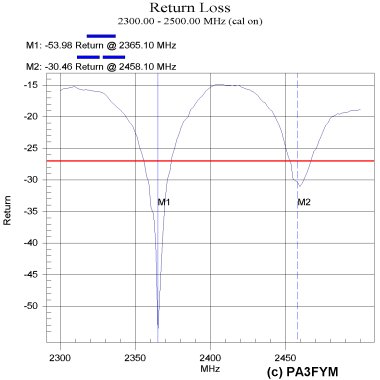 Return Loss
2300.00 - 2500.00 MHz (cal on)
M1: -53.98 Return @ 2365.10 MHz
M2: -30.46 Return @ 2458.10 MHz
-15
-20
-25
-30
-35
-40
-45
-50
Return
M1
M2
2300
2350
2400
2450
MHz
(c) PA3FYM